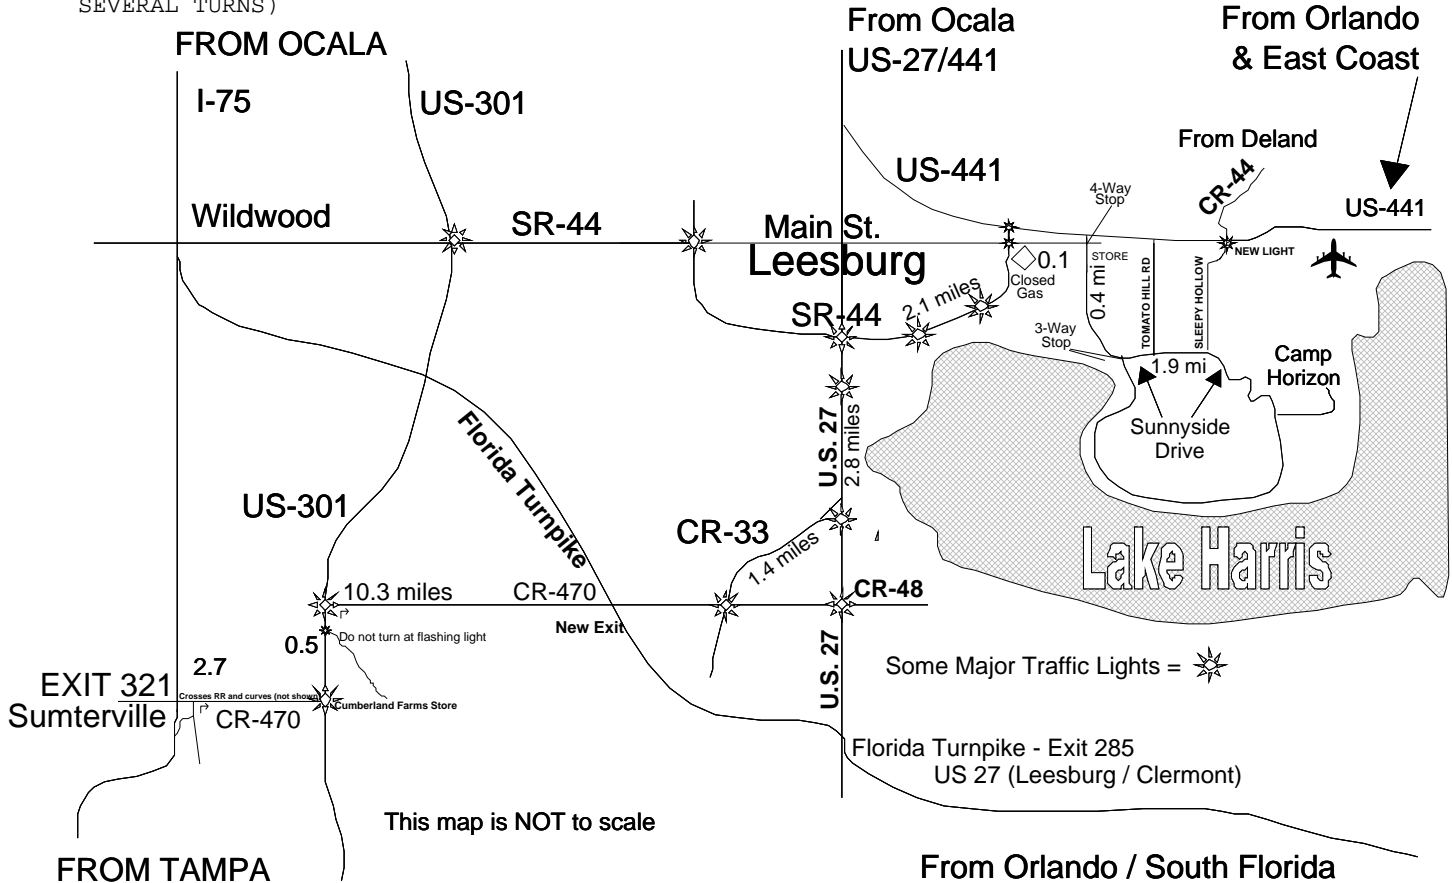 SEVERAL TURNS)
FROM OCALA
From Ocala
US-27/441
From Orlando
& East Coast
I-75
US-301
From Deland
US-441
CR-44
4-Way
Stop
US-441
Wildwood
SR-44
Main St.
Leesburg
NEW LIGHT
STORE
0.1
Closed
Gas
0.4 mi
TOMATO HILL RD
SLEEPY HOLLOW
2.1 miles
SR-44
3-Way
Stop
1.9 mi
Camp
Horizon
Sunnyside
Drive
U.S. 27
2.8 miles
Florida Turnpike
US-301
CR-33
1.4 miles
Lake Harris
10.3 miles
CR-470
CR-48
New Exit
0.5
Do not turn at flashing light
2.7
U.S. 27
Some Major Traffic Lights =
EXIT 321
Sumterville
Crosses RR and curves (not shown)
CR-470
Cumberland Farms Store
Florida Turnpike - Exit 285
US 27 (Leesburg / Clermont)
This map is NOT to scale
FROM TAMPA
From Orlando / South Florida